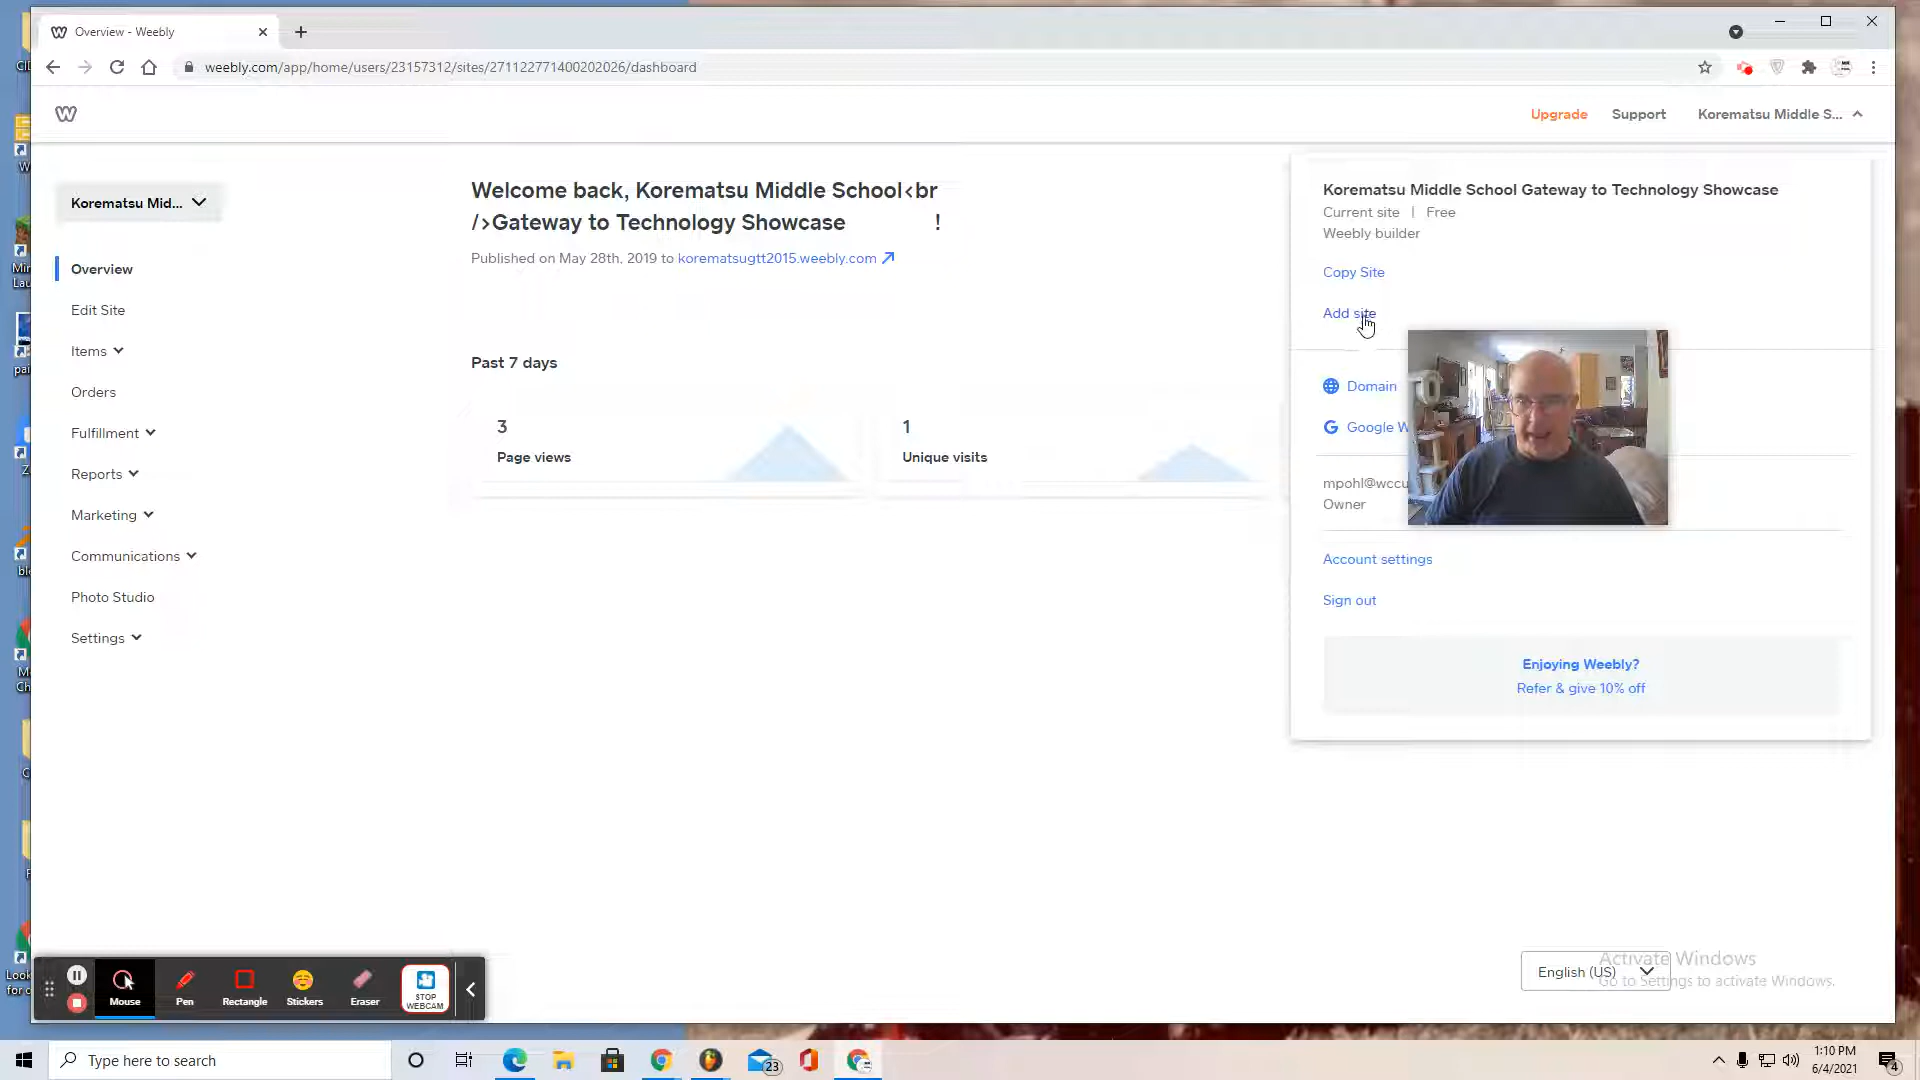 Overview - Weebly
weebly.com/app/home/users/23157312/sites/271122771400202026/dashboard
Upgrade
Support
Korematsu Middle S...
Korematsu Mid...
Overview
Edit Site
Items
Orders
Fulfillment
Reports
Marketing
Communications
Photo Studio
Settings
Welcome back, Korematsu Middle School<br
/>Gateway to Technology Showcase !
Published on May 28th, 2019 to korematsugtt2015.weebly.com
Past 7 days
3
Page views
1
Unique visits
Korematsu Middle School Gateway to Technology Showcase
Current site | Free
Weebly builder
Copy Site
Add site
Domain
Google W
mpohl@wccu
Owner
Account settings
Sign out
Enjoying Weebly?
Refer & give 10% off
English (US)
Activate Windows
Go to Settings to activate Windows.
Mouse
Pen
Rectangle
Stickers
Eraser
STOP
WEBCAM
Type here to search
23
1:10 PM
6/4/2021
4